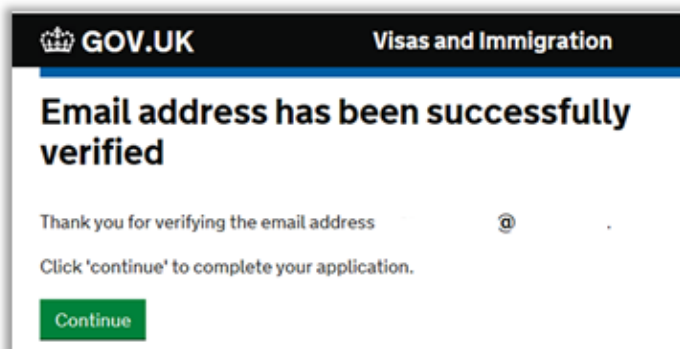 GOV.UK Visas and Immigration
Email address has been successfully
verified
Thank you for verifying the email address @ .
Click 'continue' to complete your application.
Continue